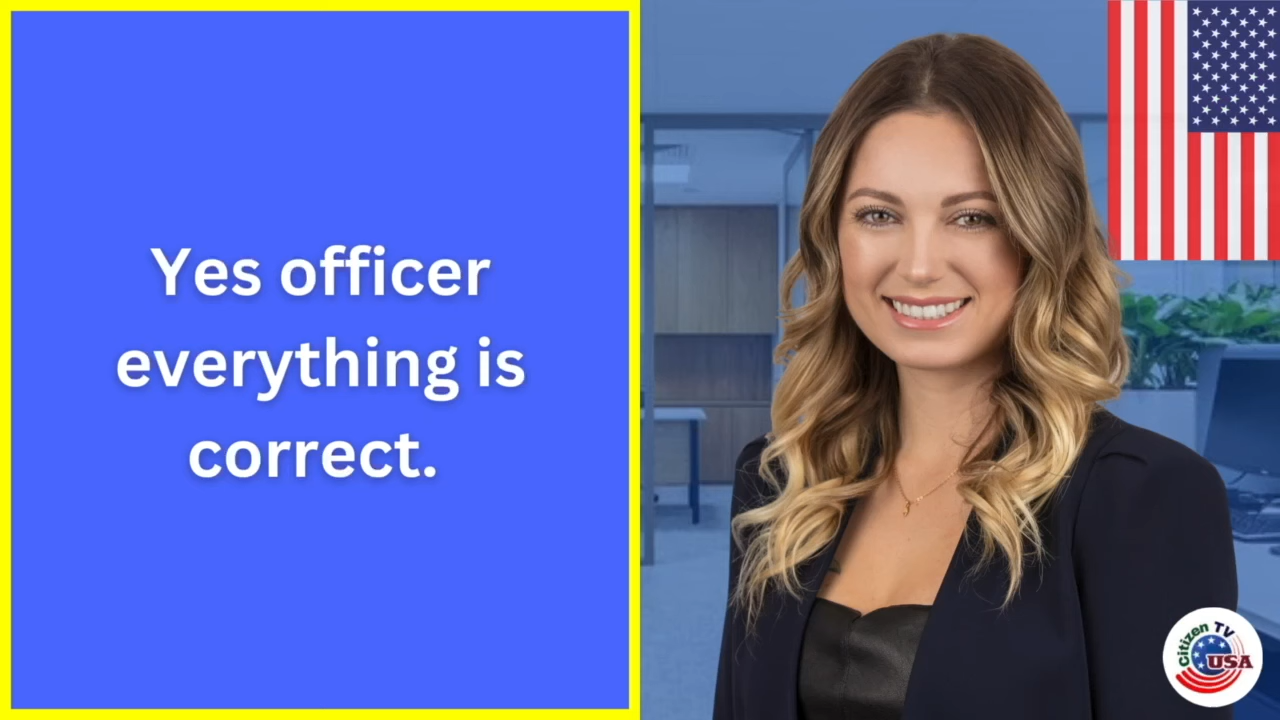 Yes officer
everything is
correct.
Citizen TV
USA